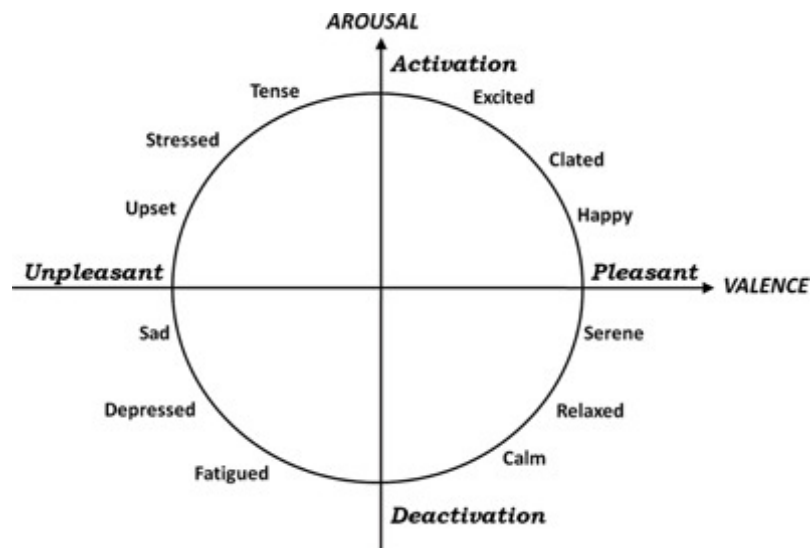 AROUSAL
Activation
Tense
Excited
Stressed
Clated
Upset
Happy
Unpleasant
Pleasant
VALENCE
Sad
Serene
Depressed
Relaxed
Fatigued
Calm
Deactivation